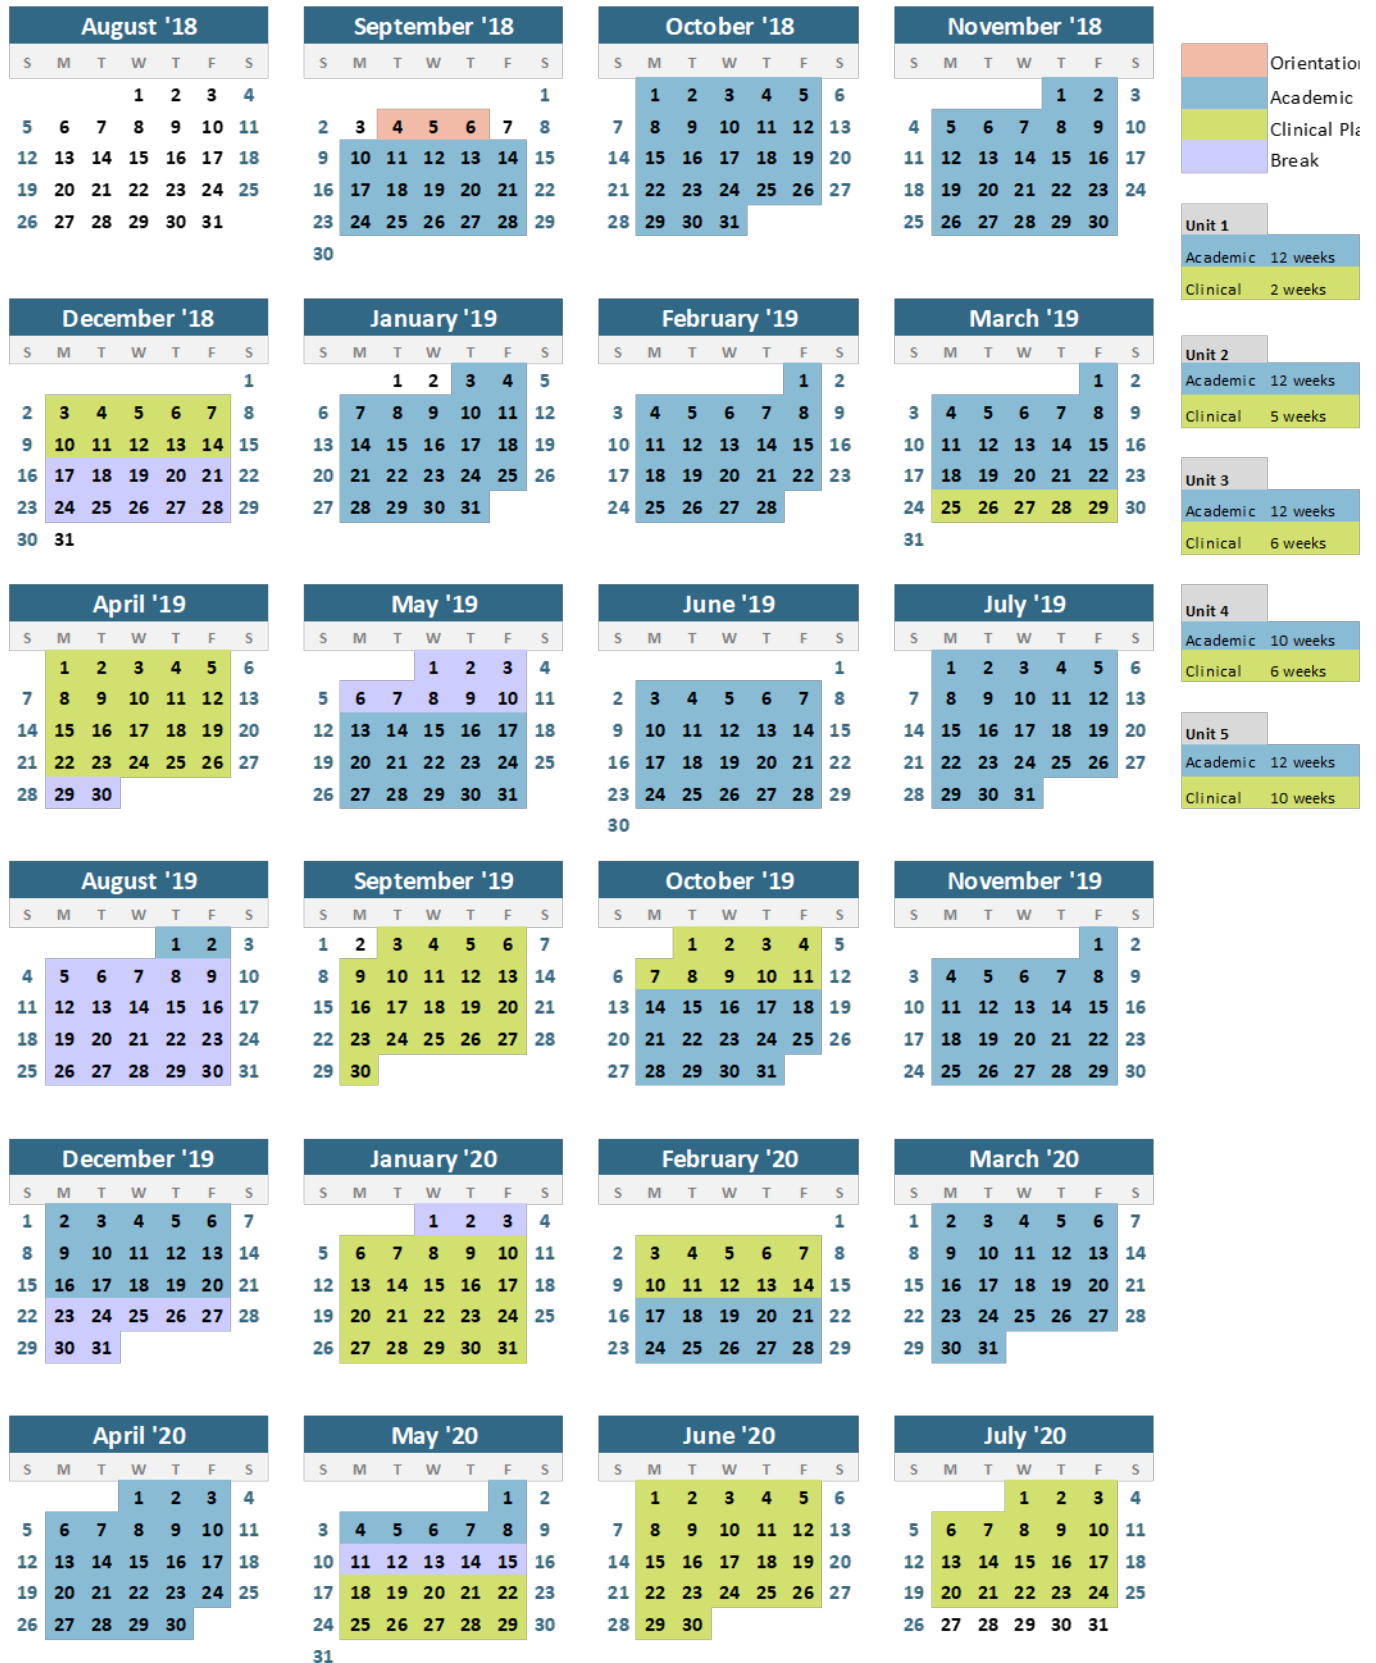 August '18
S M T W T F S
1 2 3 4
5 6 7 8 9 10 11
12 13 14 15 16 17 18
19 20 21 22 23 24 25
26 27 28 29 30 31
September '18
S M T W T F S
1
2 3 4 5 6 7 8
9 10 11 12 13 14 15
16 17 18 19 20 21 22
23 24 25 26 27 28 29
30
October '18
S M T W T F S
1 2 3 4 5 6
7 8 9 10 11 12 13
14 15 16 17 18 19 20
21 22 23 24 25 26 27
28 29 30 31
November '18
S M T W T F S
1 2 3
4 5 6 7 8 9 10
11 12 13 14 15 16 17
18 19 20 21 22 23 24
25 26 27 28 29 30
Orientatio
Academic
Clinical Pla
Break
Unit 1
Academic 12 weeks
Clinical 2 weeks
December '18
S M T W T F S
1
2 3 4 5 6 7 8
9 10 11 12 13 14 15
16 17 18 19 20 21 22
23 24 25 26 27 28 29
30 31
January '19
S M T W T F S
1 2 3 4 5
6 7 8 9 10 11 12
13 14 15 16 17 18 19
20 21 22 23 24 25 26
27 28 29 30 31
February '19
S M T W T F S
1 2
3 4 5 6 7 8 9
10 11 12 13 14 15 16
17 18 19 20 21 22 23
24 25 26 27 28
March '19
S M T W T F S
1 2
3 4 5 6 7 8 9
10 11 12 13 14 15 16
17 18 19 20 21 22 23
24 25 26 27 28 29 30
31
Unit 2
Academic 12 weeks
Clinical 5 weeks
Unit 3
Academic 12 weeks
Clinical 6 weeks
April '19
S M T W T F S
1 2 3 4 5 6
7 8 9 10 11 12 13
14 15 16 17 18 19 20
21 22 23 24 25 26 27
28 29 30
May '19
S M T W T F S
1 2 3 4
5 6 7 8 9 10 11
12 13 14 15 16 17 18
19 20 21 22 23 24 25
26 27 28 29 30 31
June '19
S M T W T F S
1
2 3 4 5 6 7 8
9 10 11 12 13 14 15
16 17 18 19 20 21 22
23 24 25 26 27 28 29
30
July '19
S M T W T F S
1 2 3 4 5 6
7 8 9 10 11 12 13
14 15 16 17 18 19 20
21 22 23 24 25 26 27
28 29 30 31
Unit 4
Academic 10 weeks
Clinical 6 weeks
Unit 5
Academic 12 weeks
Clinical 10 weeks
August '19
S M T W T F S
1 2 3
4 5 6 7 8 9 10
11 12 13 14 15 16 17
18 19 20 21 22 23 24
25 26 27 28 29 30 31
September '19
S M T W T F S
1 2 3 4 5 6 7
8 9 10 11 12 13 14
15 16 17 18 19 20 21
22 23 24 25 26 27 28
29 30
October '19
S M T W T F S
1 2 3 4 5
6 7 8 9 10 11 12
13 14 15 16 17 18 19
20 21 22 23 24 25 26
27 28 29 30 31
November '19
S M T W T F S
1 2
3 4 5 6 7 8 9
10 11 12 13 14 15 16
17 18 19 20 21 22 23
24 25 26 27 28 29 30
December '19
S M T W T F S
1 2 3 4 5 6 7
8 9 10 11 12 13 14
15 16 17 18 19 20 21
22 23 24 25 26 27 28
29 30 31
January '20
S M T W T F S
1 2 3 4
5 6 7 8 9 10 11
12 13 14 15 16 17 18
19 20 21 22 23 24 25
26 27 28 29 30 31
February '20
S M T W T F S
1
2 3 4 5 6 7 8
9 10 11 12 13 14 15
16 17 18 19 20 21 22
23 24 25 26 27 28 29
March '20
S M T W T F S
1 2 3 4 5 6 7
8 9 10 11 12 13 14
15 16 17 18 19 20 21
22 23 24 25 26 27 28
29 30 31
April '20
S M T W T F S
1 2 3 4
5 6 7 8 9 10 11
12 13 14 15 16 17 18
19 20 21 22 23 24 25
26 27 28 29 30
May '20
S M T W T F S
1 2
3 4 5 6 7 8 9
10 11 12 13 14 15 16
17 18 19 20 21 22 23
24 25 26 27 28 29 30
31
June '20
S M T W T F S
1 2 3 4 5 6
7 8 9 10 11 12 13
14 15 16 17 18 19 20
21 22 23 24 25 26 27
28 29 30
July '20
S M T W T F S
1 2 3 4
5 6 7 8 9 10 11
12 13 14 15 16 17 18
19 20 21 22 23 24 25
26 27 28 29 30 31